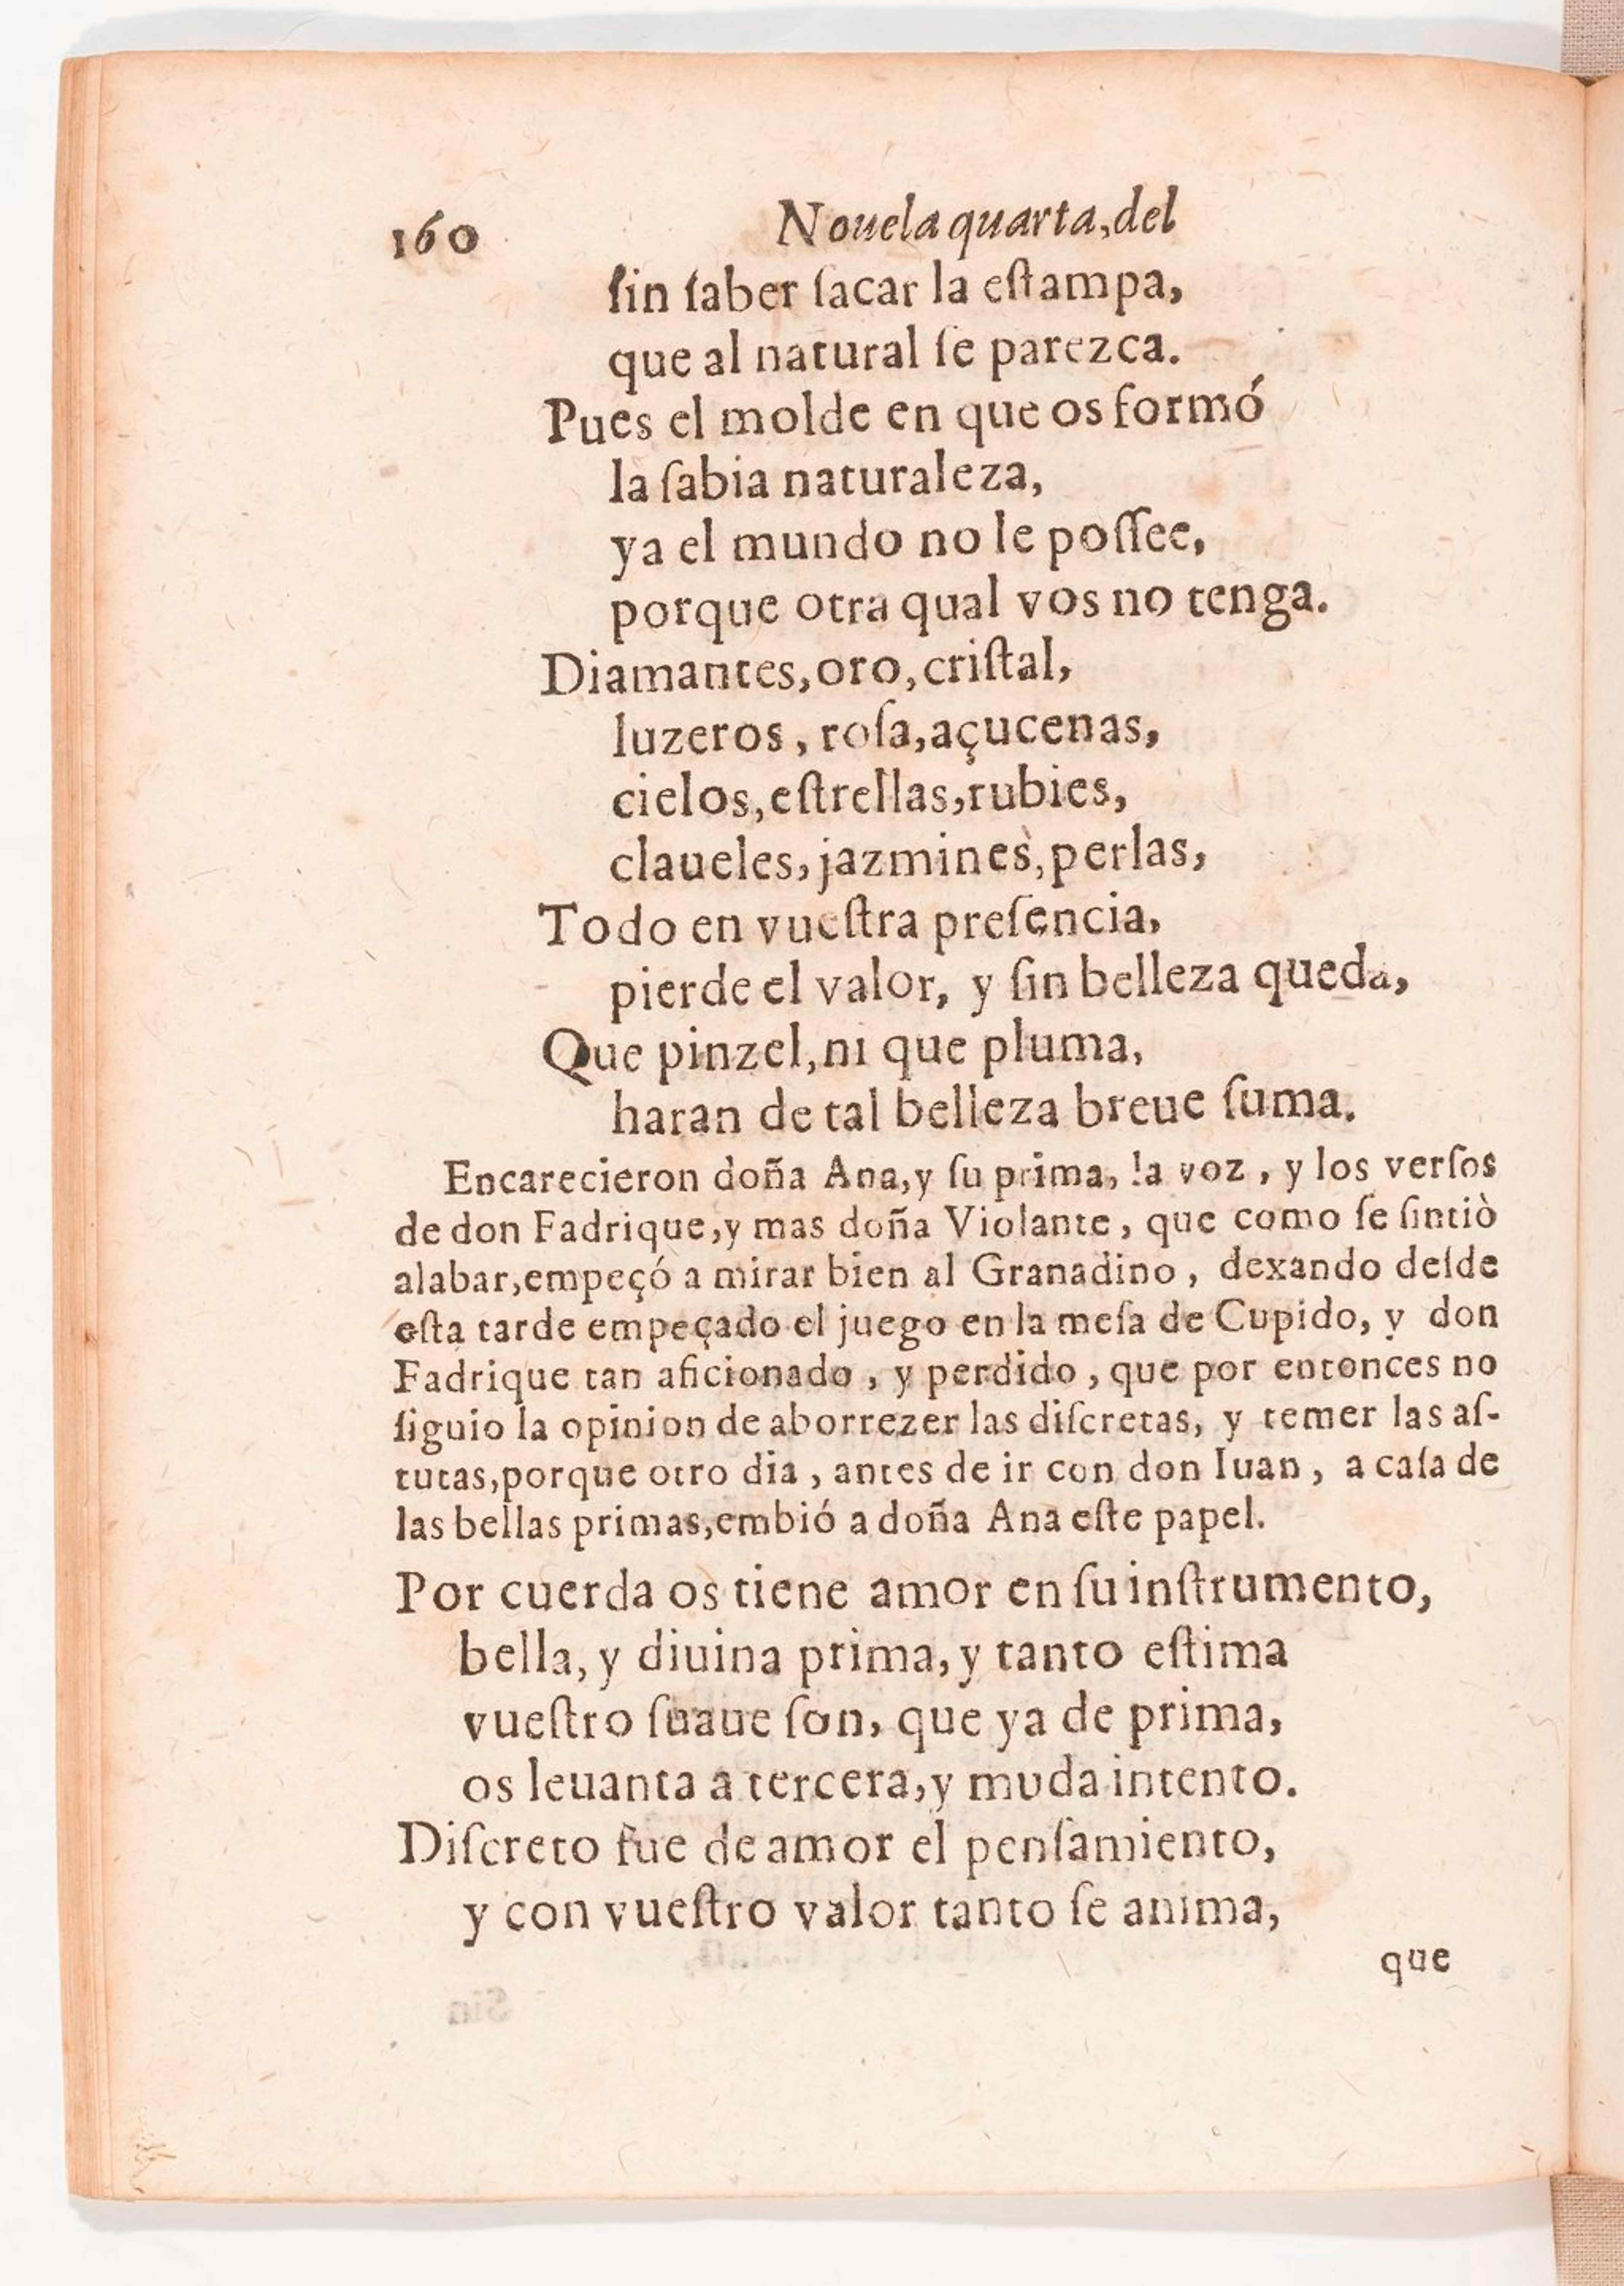 160 Nouela quarta, del
ſin ſaber ſacar la eſtampa,
que al natural ſe parezca.
Pues el molde en que os formó
la ſabia naturaleza,
ya el mundo no le poſſee,
porque otra qual vos no tenga.
Diamantes, oro, criſtal,
luzeros, roſa, açucenas,
cielos, eſtrellas, rubies,
claueles, jazmines, perlas,
Todo en vueſtra preſencia,
pierde el valor, y ſin belleza queda,
Que pinzel, ni que pluma,
haran de tal belleza breue ſuma.
Encarecieron doña Ana, y ſu prima, la voz, y los verſos
de don Fadrique, y mas doña Violante, que como ſe ſintiò
alabar, empeçó a mirar bien al Granadino, dexando deſde
eſta tarde empeçado el juego en la meſa de Cupido, y don
Fadrique tan aficionado, y perdido, que por entonces no
ſiguio la opinion de aborrezer las diſcretas, y temer las aſ-
tutas, porque otro dia, antes de ir con don Iuan, a caſa de
las bellas primas, embió a doña Ana eſte papel.
Por cuerda os tiene amor en ſu inſtrumento,
bella, y diuina prima, y tanto eſtima
vueſtro ſuaue ſon, que ya de prima,
os leuanta a tercera, y muda intento.
Diſcreto fue de amor el penſamiento,
y con vueſtro valor tanto ſe anima,
que